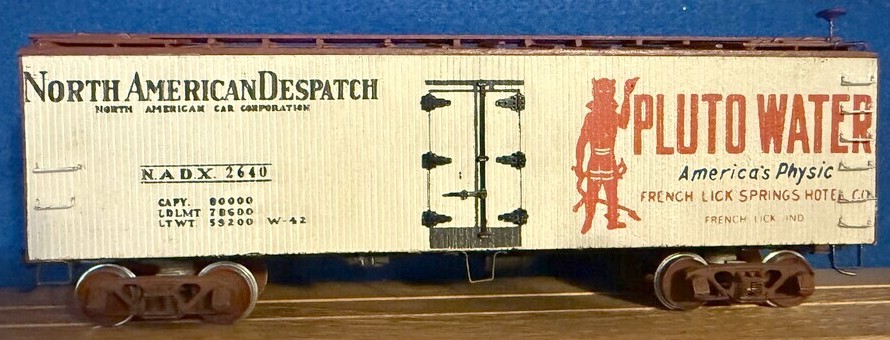 NORTH AMERICAN DESPATCH
NORTH AMERICAN CAR CORPORATION
N.A.D.X. 2640
CAPY. 80000
LDLMT 78600
LTWT. 59200 W-42
PLUTO WATER
America's Physic
FRENCH LICK SPRINGS HOTEL CO.
FRENCH LICK IND